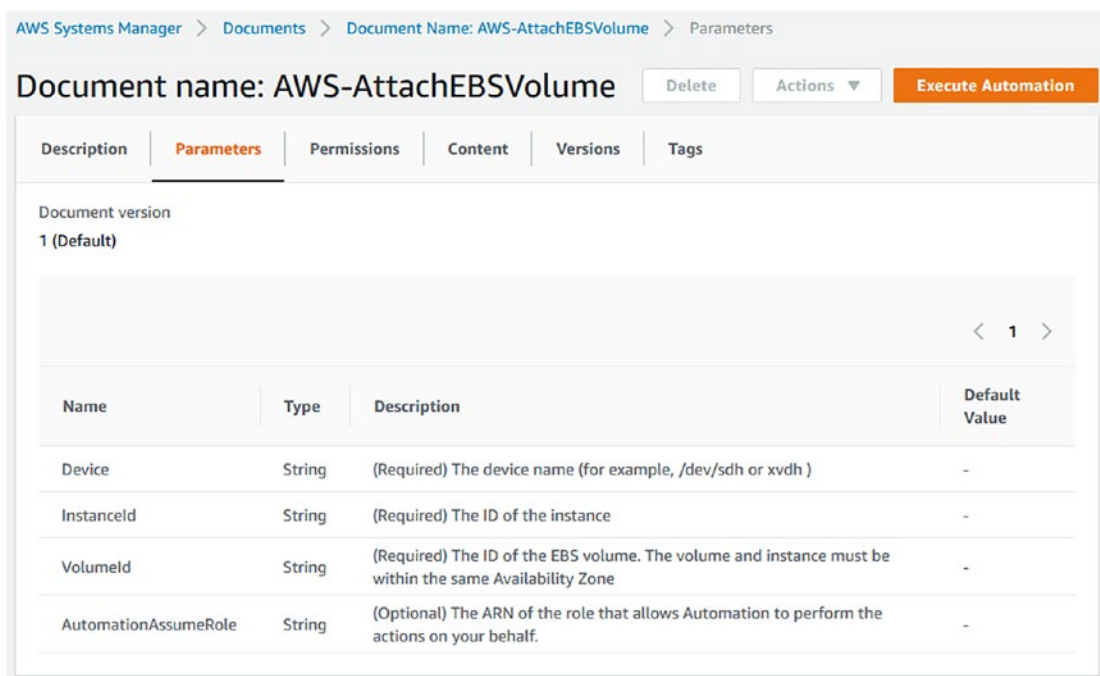 AWS Systems Manager > Documents > Document Name: AWS-AttachEBSVolume > Parameters
Document name: AWS-AttachEBSVolume Delete Actions ▼ Execute Automation
Description Parameters Permissions Content Versions Tags
Document version
1 (Default)
< 1 >
Name Type Description Default Value
Device String (Required) The device name (for example, /dev/sdh or xvdh ) -
InstanceId String (Required) The ID of the instance -
VolumeId String (Required) The ID of the EBS volume. The volume and instance must be
within the same Availability Zone -
AutomationAssumeRole String (Optional) The ARN of the role that allows Automation to perform the
actions on your behalf. -